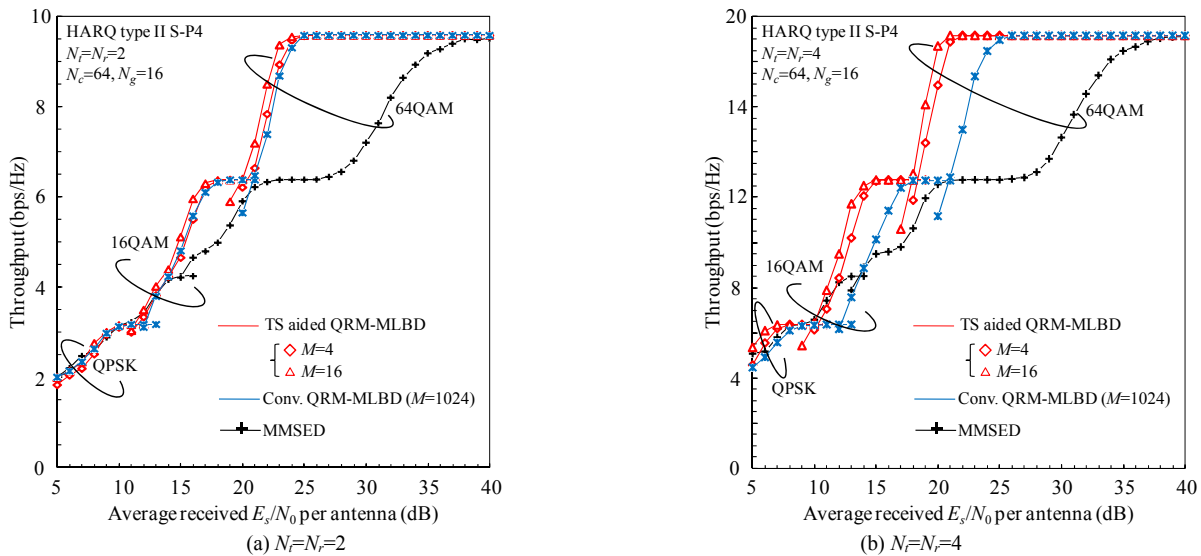 HARQ type II S-P4
Nt=Nr=2
Nc=64, Ng=16
64QAM
16QAM
QPSK
TS aided QRM-MLBD
M=4
M=16
Conv. QRM-MLBD (M=1024)
MMSED
Throughput (bps/Hz)
10
8
6
4
2
0
5 10 15 20 25 30 35 40
Average received Es/N0 per antenna (dB)
(a) Nt=Nr=2
HARQ type II S-P4
Nt=Nr=4
Nc=64, Ng=16
64QAM
16QAM
QPSK
TS aided QRM-MLBD
M=4
M=16
Conv. QRM-MLBD (M=1024)
MMSED
Throughput (bps/Hz)
20
16
12
8
4
0
5 10 15 20 25 30 35 40
Average received Es/N0 per antenna (dB)
(b) Nt=Nr=4